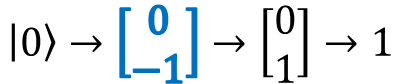 |0⟩ → [0 −1] → [0 1] → 1